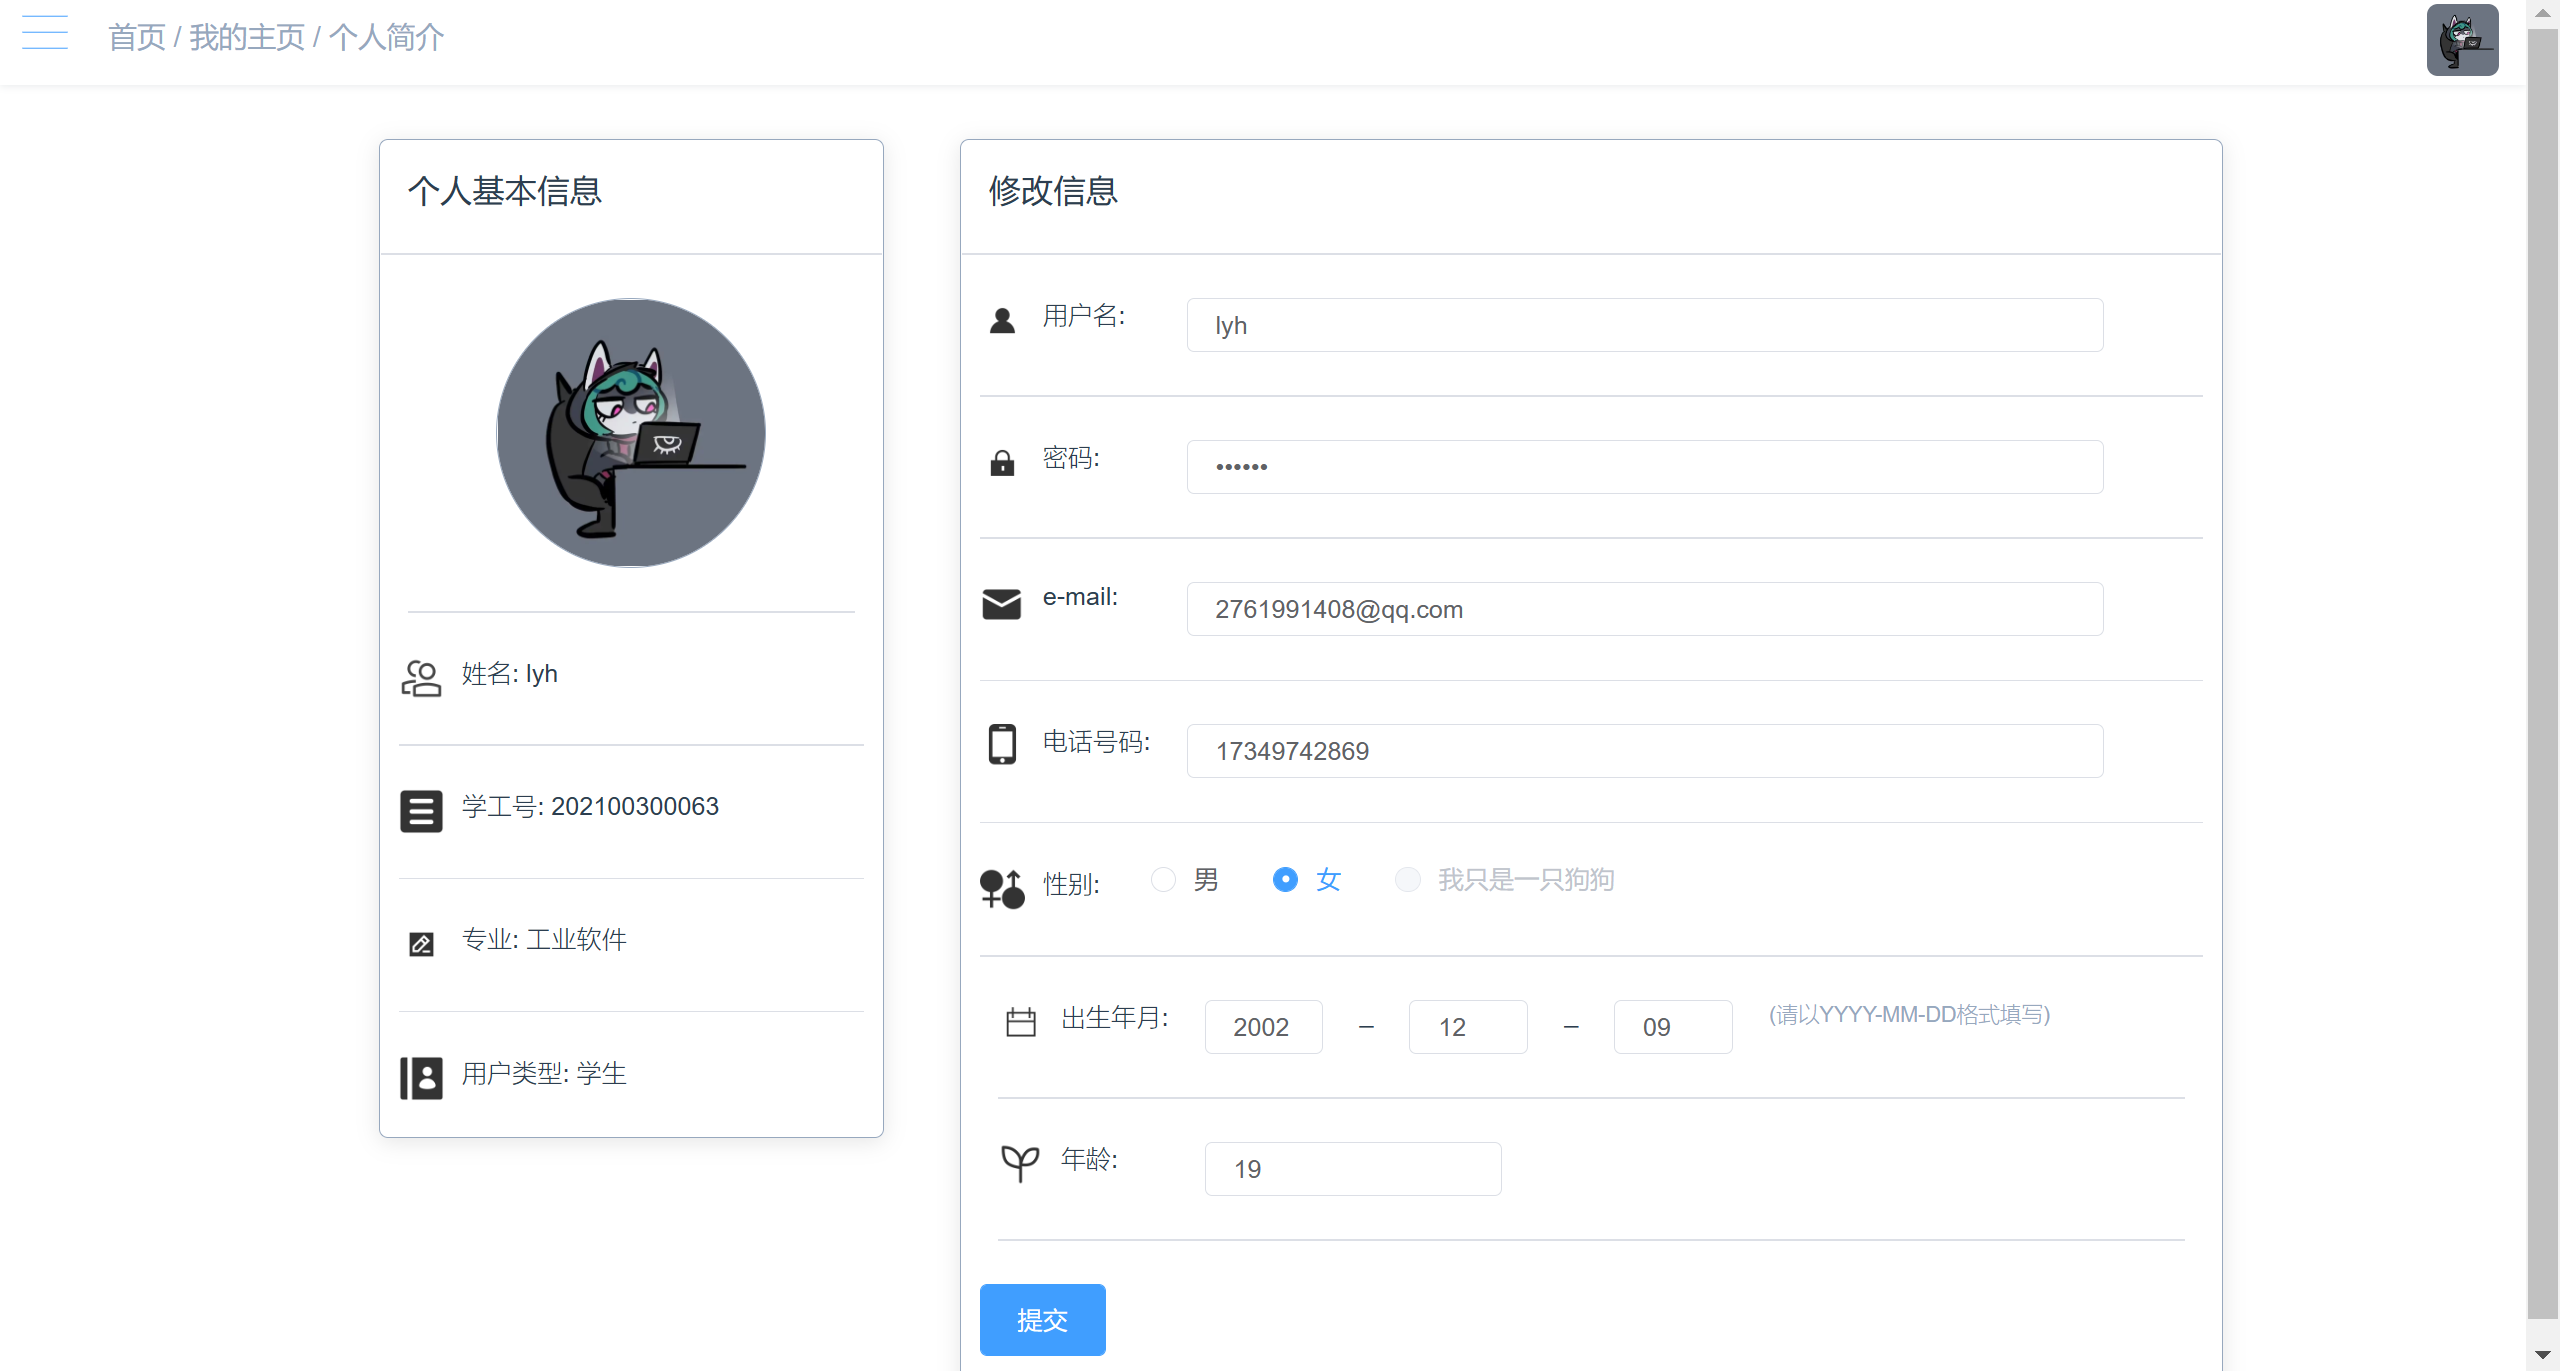 首页 / 我的主页 / 个人简介
个人基本信息
姓名: lyh
学工号: 202100300063
专业: 工业软件
用户类型: 学生
修改信息
用户名: lyh
密码: ••••••
e-mail: 2761991408@qq.com
电话号码: 17349742869
性别: 男 女 我只是一只狗狗
出生年月: 2002 – 12 – 09 (请以YYYY-MM-DD格式填写)
年龄: 19
提交